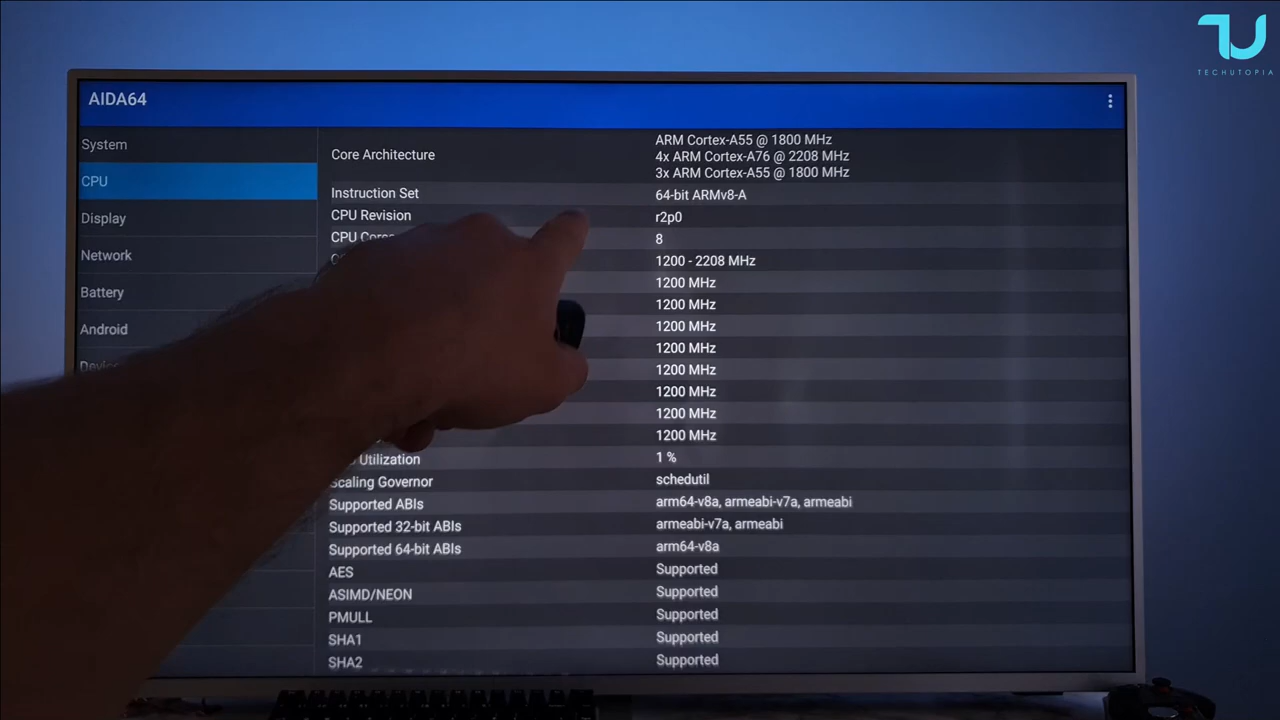 TECHUTOPIA
AIDA64
System
CPU
Display
Network
Battery
Android
Core Architecture
ARM Cortex-A55 @ 1800 MHz
4x ARM Cortex-A76 @ 2208 MHz
3x ARM Cortex-A55 @ 1800 MHz
Instruction Set 64-bit ARMv8-A
CPU Revision r2p0
CPU 8
1200 - 2208 MHz
1200 MHz
1200 MHz
1200 MHz
1200 MHz
1200 MHz
1200 MHz
1200 MHz
1200 MHz
Utilization 1 %
Scaling Governor schedutil
Supported ABIs arm64-v8a, armeabi-v7a, armeabi
Supported 32-bit ABIs armeabi-v7a, armeabi
Supported 64-bit ABIs arm64-v8a
AES Supported
ASIMD/NEON Supported
PMULL Supported
SHA1 Supported
SHA2 Supported